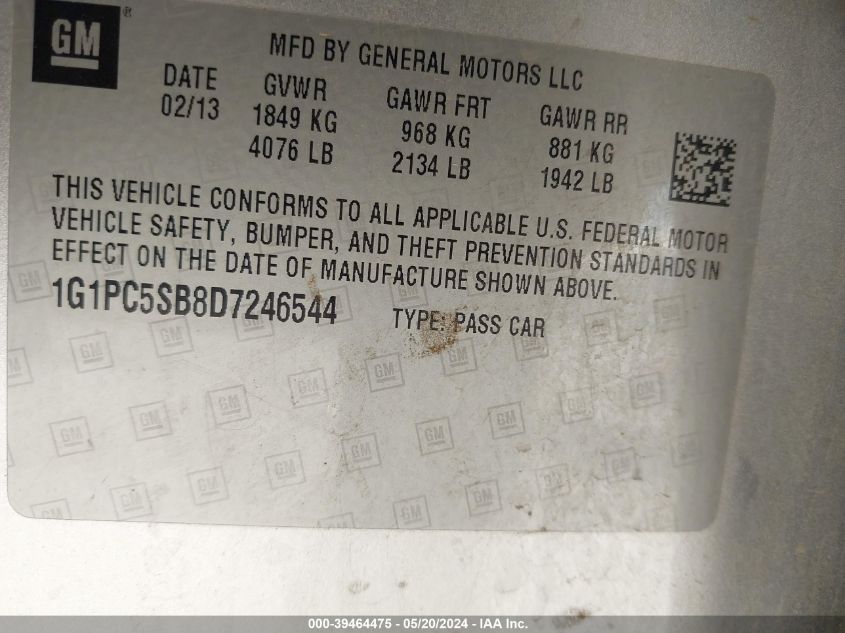 GM ®
MFD BY GENERAL MOTORS LLC
DATE GVWR GAWR FRT GAWR RR
02/13 1849 KG 968 KG 881 KG
4076 LB 2134 LB 1942 LB
THIS VEHICLE CONFORMS TO ALL APPLICABLE U.S. FEDERAL MOTOR
VEHICLE SAFETY, BUMPER, AND THEFT PREVENTION STANDARDS IN
EFFECT ON THE DATE OF MANUFACTURE SHOWN ABOVE.
1G1PC5SB8D7246544 TYPE: PASS CAR
000-39464475 - 05/20/2024 - IAA Inc.